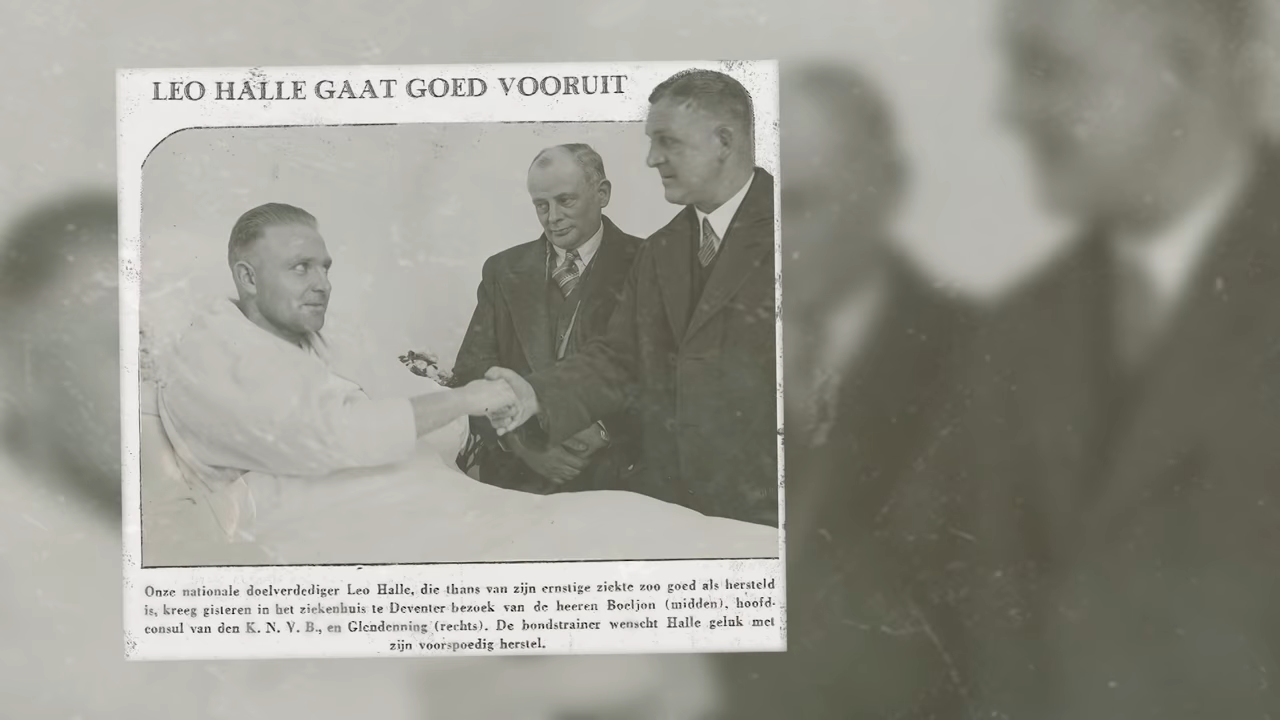 LEO HALLE GAAT GOED VOORUIT
Onze nationale doelverdediger Leo Halle, die thans van zijn ernstige ziekte zoo goed als hersteld
is, kreeg gisteren in het ziekenhuis te Deventer bezoek van de heeren Boeljon (midden), hoofd-
consul van den K. N. V. B., en Glendenning (rechts). De bondstrainer wenscht Halle geluk met
zijn voorspoedig herstel.